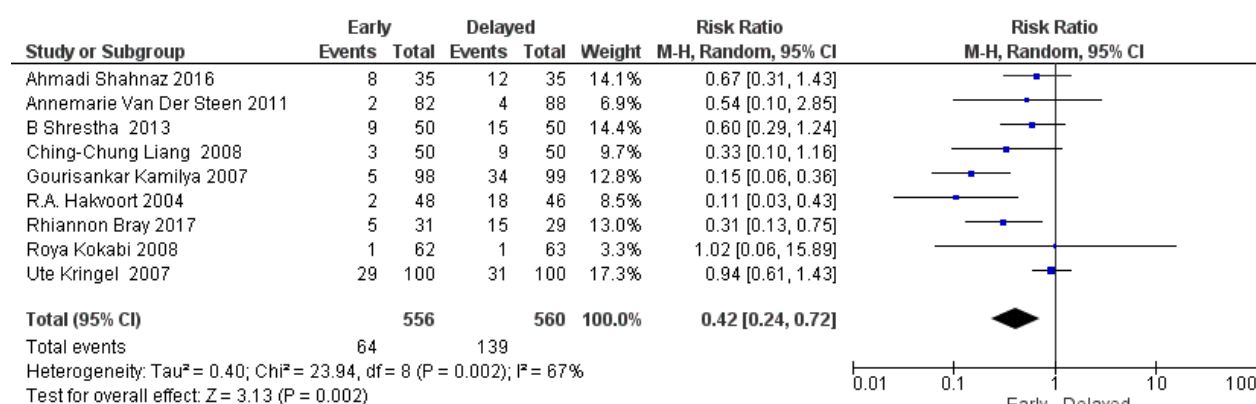 Early Delayed Risk Ratio Risk Ratio
Study or Subgroup Events Total Events Total Weight M-H, Random, 95% CI M-H, Random, 95% CI
Ahmadi Shahnaz 2016 8 35 12 35 14.1% 0.67 [0.31, 1.43]
Annemarie Van Der Steen 2011 2 82 4 88 6.9% 0.54 [0.10, 2.85]
B Shrestha 2013 9 50 15 50 14.4% 0.60 [0.29, 1.24]
Ching-Chung Liang 2008 3 50 9 50 9.7% 0.33 [0.10, 1.16]
Gourisankar Kamilya 2007 5 98 34 99 12.8% 0.15 [0.06, 0.36]
R.A. Hakvoort 2004 2 48 18 46 8.5% 0.11 [0.03, 0.43]
Rhiannon Bray 2017 5 31 15 29 13.0% 0.31 [0.13, 0.75]
Roya Kokabi 2008 1 62 1 63 3.3% 1.02 [0.06, 15.89]
Ute Kringel 2007 29 100 31 100 17.3% 0.94 [0.61, 1.43]
Total (95% CI) 556 560 100.0% 0.42 [0.24, 0.72]
Total events 64 139
Heterogeneity: Tau² = 0.40; Chi² = 23.94, df = 8 (P = 0.002); I² = 67%
Test for overall effect: Z = 3.13 (P = 0.002)
0.01 0.1 1 10 100
Early Delayed